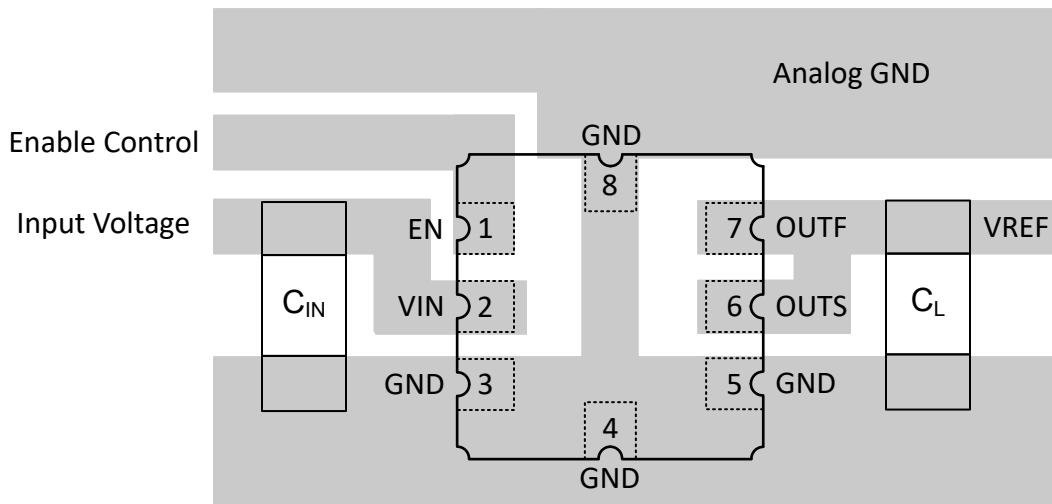 Analog GND
Enable Control
GND
8
Input Voltage
EN 1
7 OUTF
VREF
CIN
VIN 2
6 OUTS
CL
GND 3
5 GND
4
GND